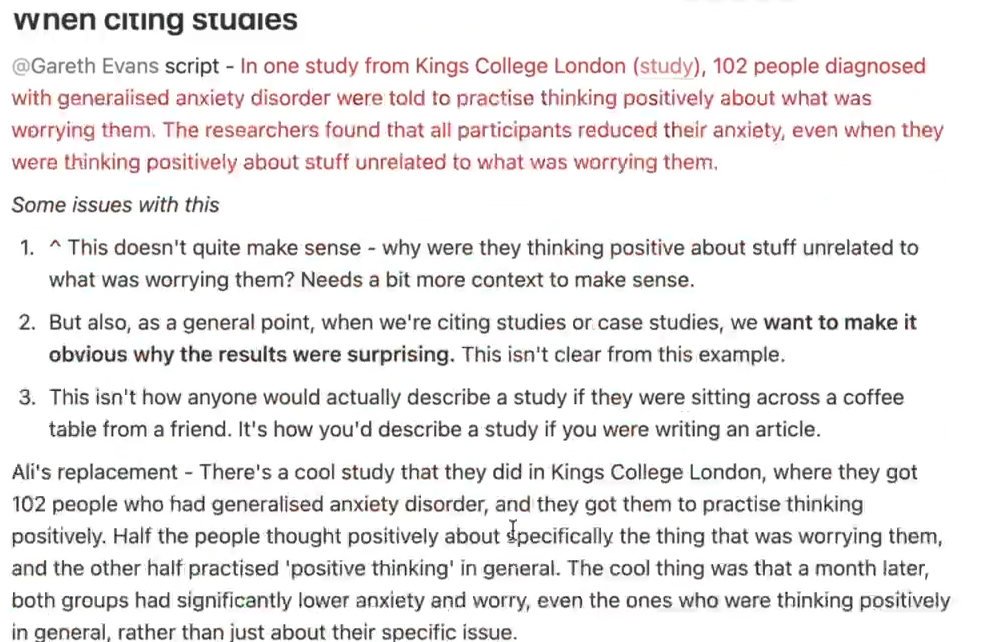 When citing studies
@Gareth Evans script - In one study from Kings College London (study), 102 people diagnosed
with generalised anxiety disorder were told to practise thinking positively about what was
worrying them. The researchers found that all participants reduced their anxiety, even when they
were thinking positively about stuff unrelated to what was worrying them.
Some issues with this
1. ^ This doesn't quite make sense - why were they thinking positive about stuff unrelated to
what was worrying them? Needs a bit more context to make sense.
2. But also, as a general point, when we're citing studies or case studies, we want to make it
obvious why the results were surprising. This isn't clear from this example.
3. This isn't how anyone would actually describe a study if they were sitting across a coffee
table from a friend. It's how you'd describe a study if you were writing an article.
Ali's replacement - There's a cool study that they did in Kings College London, where they got
102 people who had generalised anxiety disorder, and they got them to practise thinking
positively. Half the people thought positively about specifically the thing that was worrying them,
and the other half practised 'positive thinking' in general. The cool thing was that a month later,
both groups had significantly lower anxiety and worry, even the ones who were thinking positively
in general, rather than just about their specific issue.